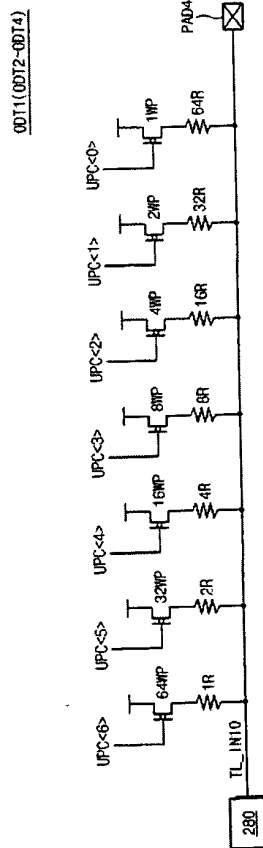 ODT1(ODT2-ODT4)
UPC<6>
UPC<5>
UPC<4>
UPC<3>
UPC<2>
UPC<1>
UPC<0>
64WP
32WP
16WP
8WP
4WP
2WP
1WP
1R
2R
4R
8R
16R
32R
64R
TL_IN10
PAD4
280